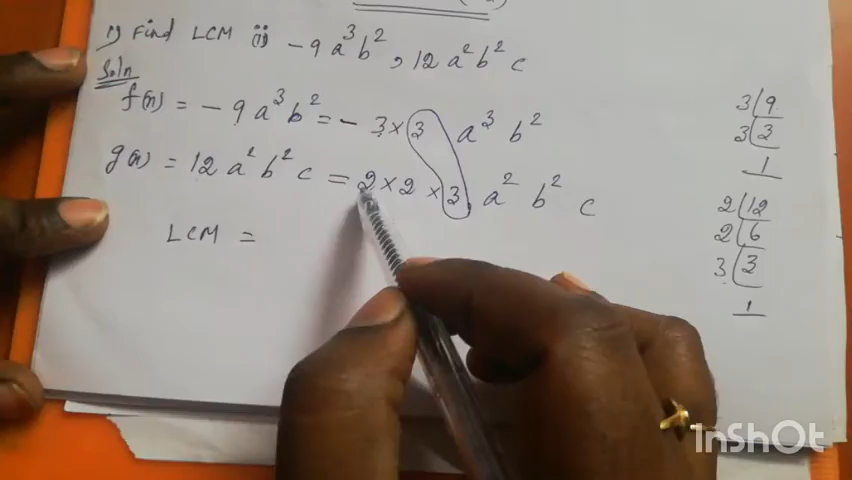 1) Find LCM (ii) -9a³b², 12a²b²c
Soln
f(x) = -9a³b² = -3×3 a³ b²
g(x) = 12a²b²c = 2×2×3 a² b² c
LCM =
3 9
3 3
1
2 12
2 6
3 3
1
InShOt